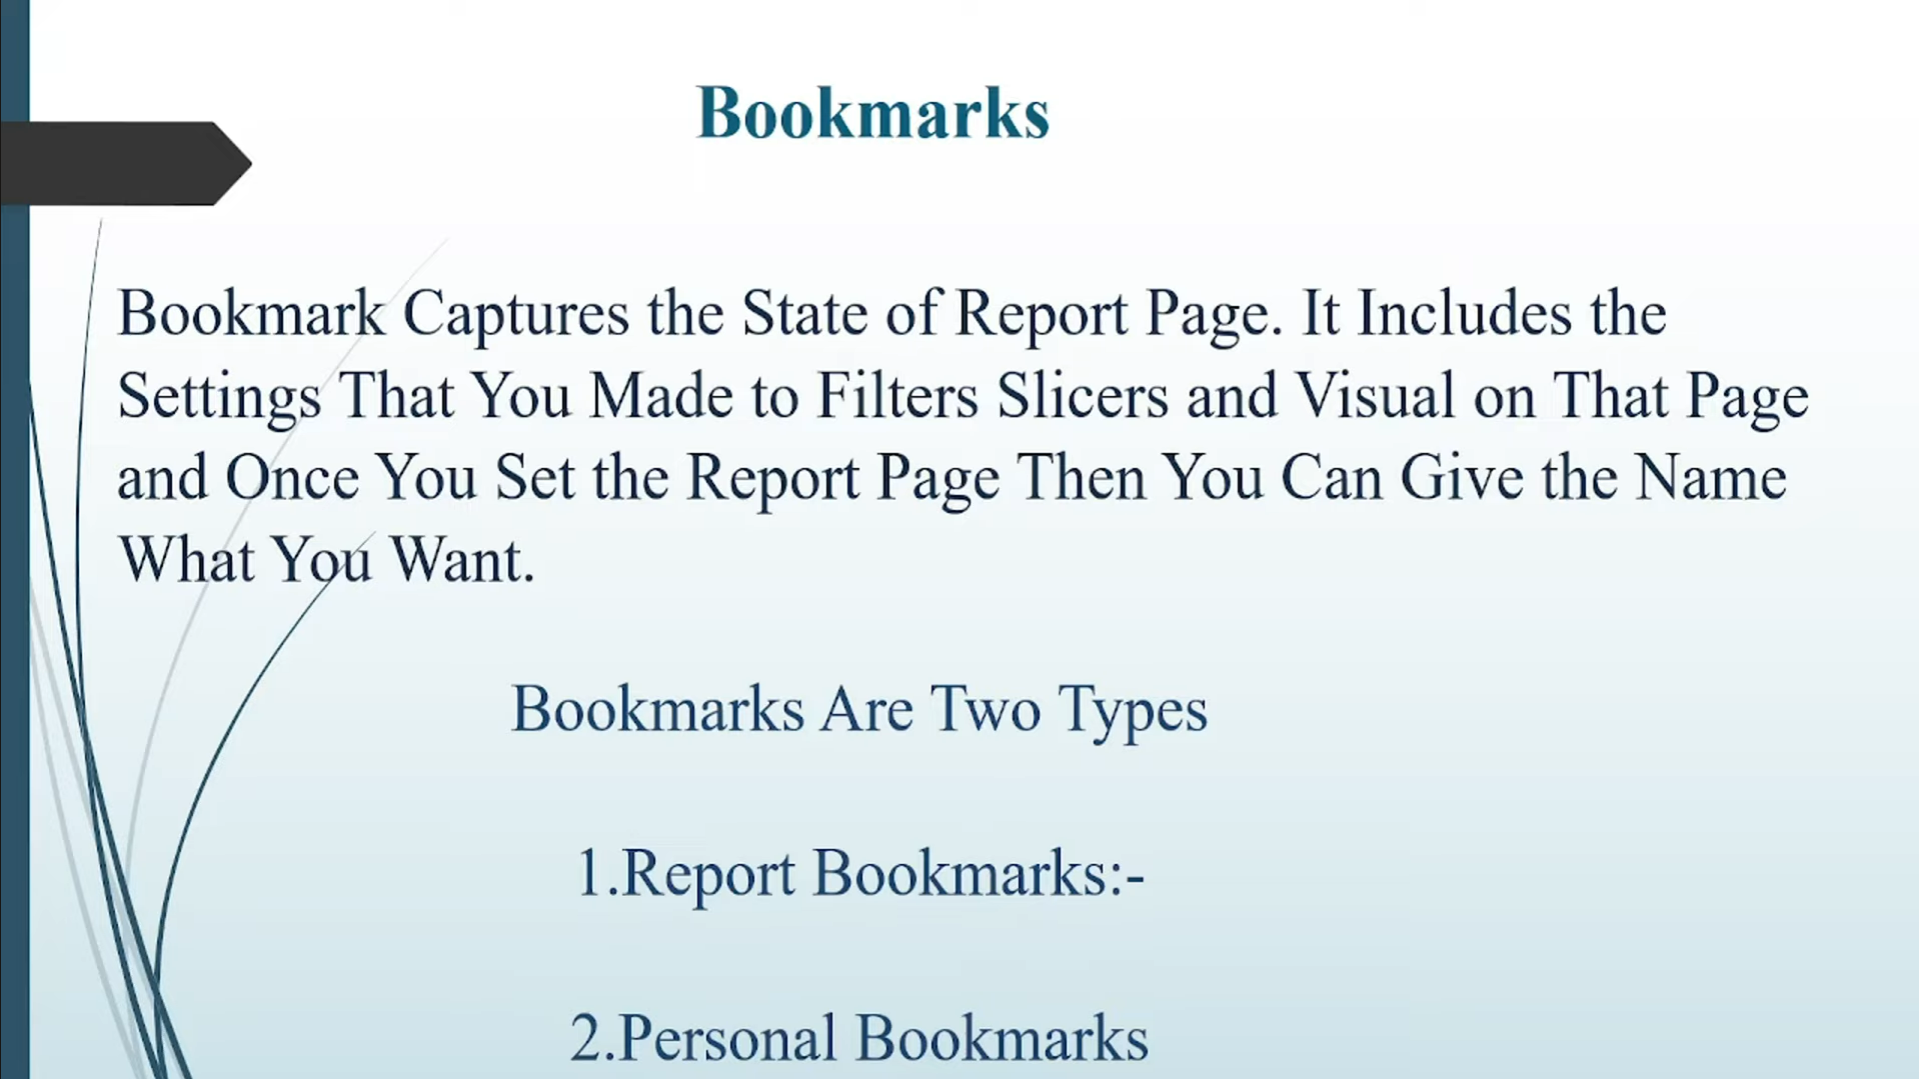 Bookmarks
Bookmark Captures the State of Report Page. It Includes the
Settings That You Made to Filters Slicers and Visual on That Page
and Once You Set the Report Page Then You Can Give the Name
What You Want.
Bookmarks Are Two Types
1.Report Bookmarks:-
2.Personal Bookmarks